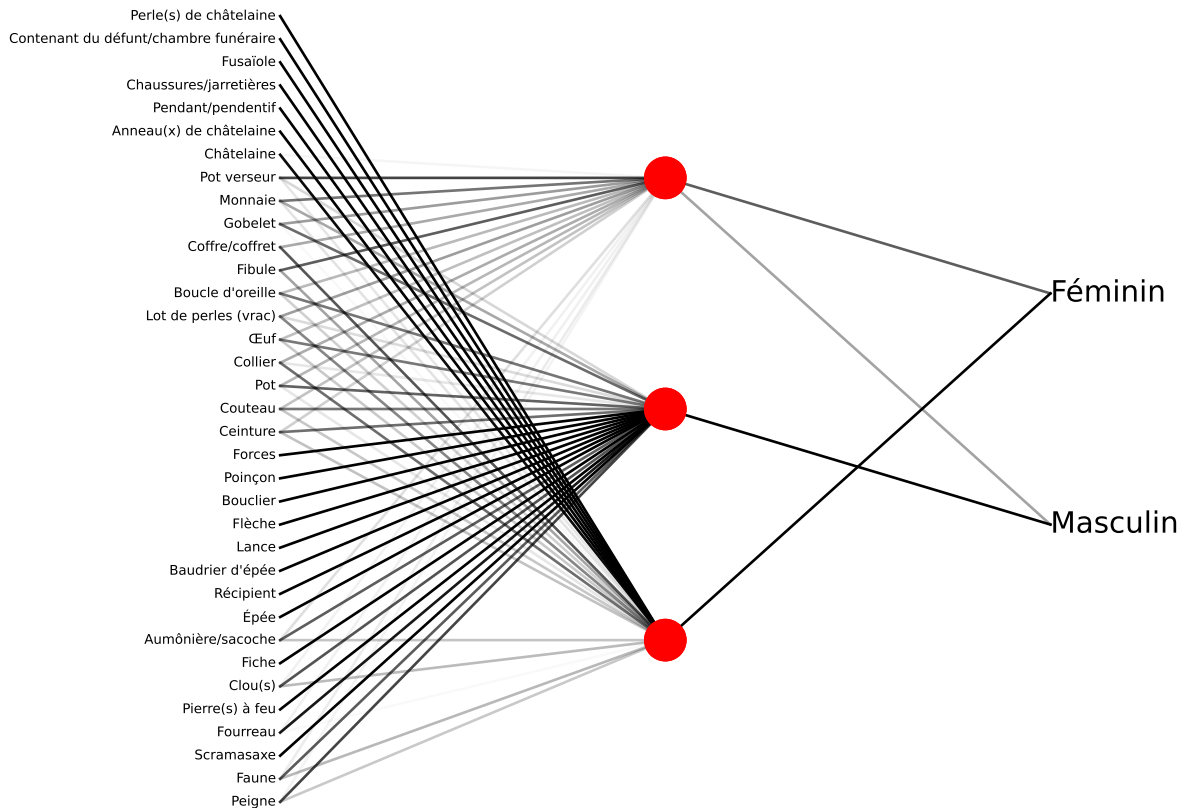 Perle(s) de châtelaine
Contenant du défunt/chambre funéraire
Fusaïole
Chaussures/jarretières
Pendant/pendentif
Anneau(x) de châtelaine
Châtelaine
Pot verseur
Monnaie
Gobelet
Coffre/coffret
Fibule
Boucle d'oreille
Lot de perles (vrac)
Œuf
Collier
Pot
Couteau
Ceinture
Forces
Poinçon
Bouclier
Flèche
Lance
Baudrier d'épée
Récipient
Épée
Aumônière/sacoche
Fiche
Clou(s)
Pierre(s) à feu
Fourreau
Scramasaxe
Faune
Peigne
Féminin
Masculin